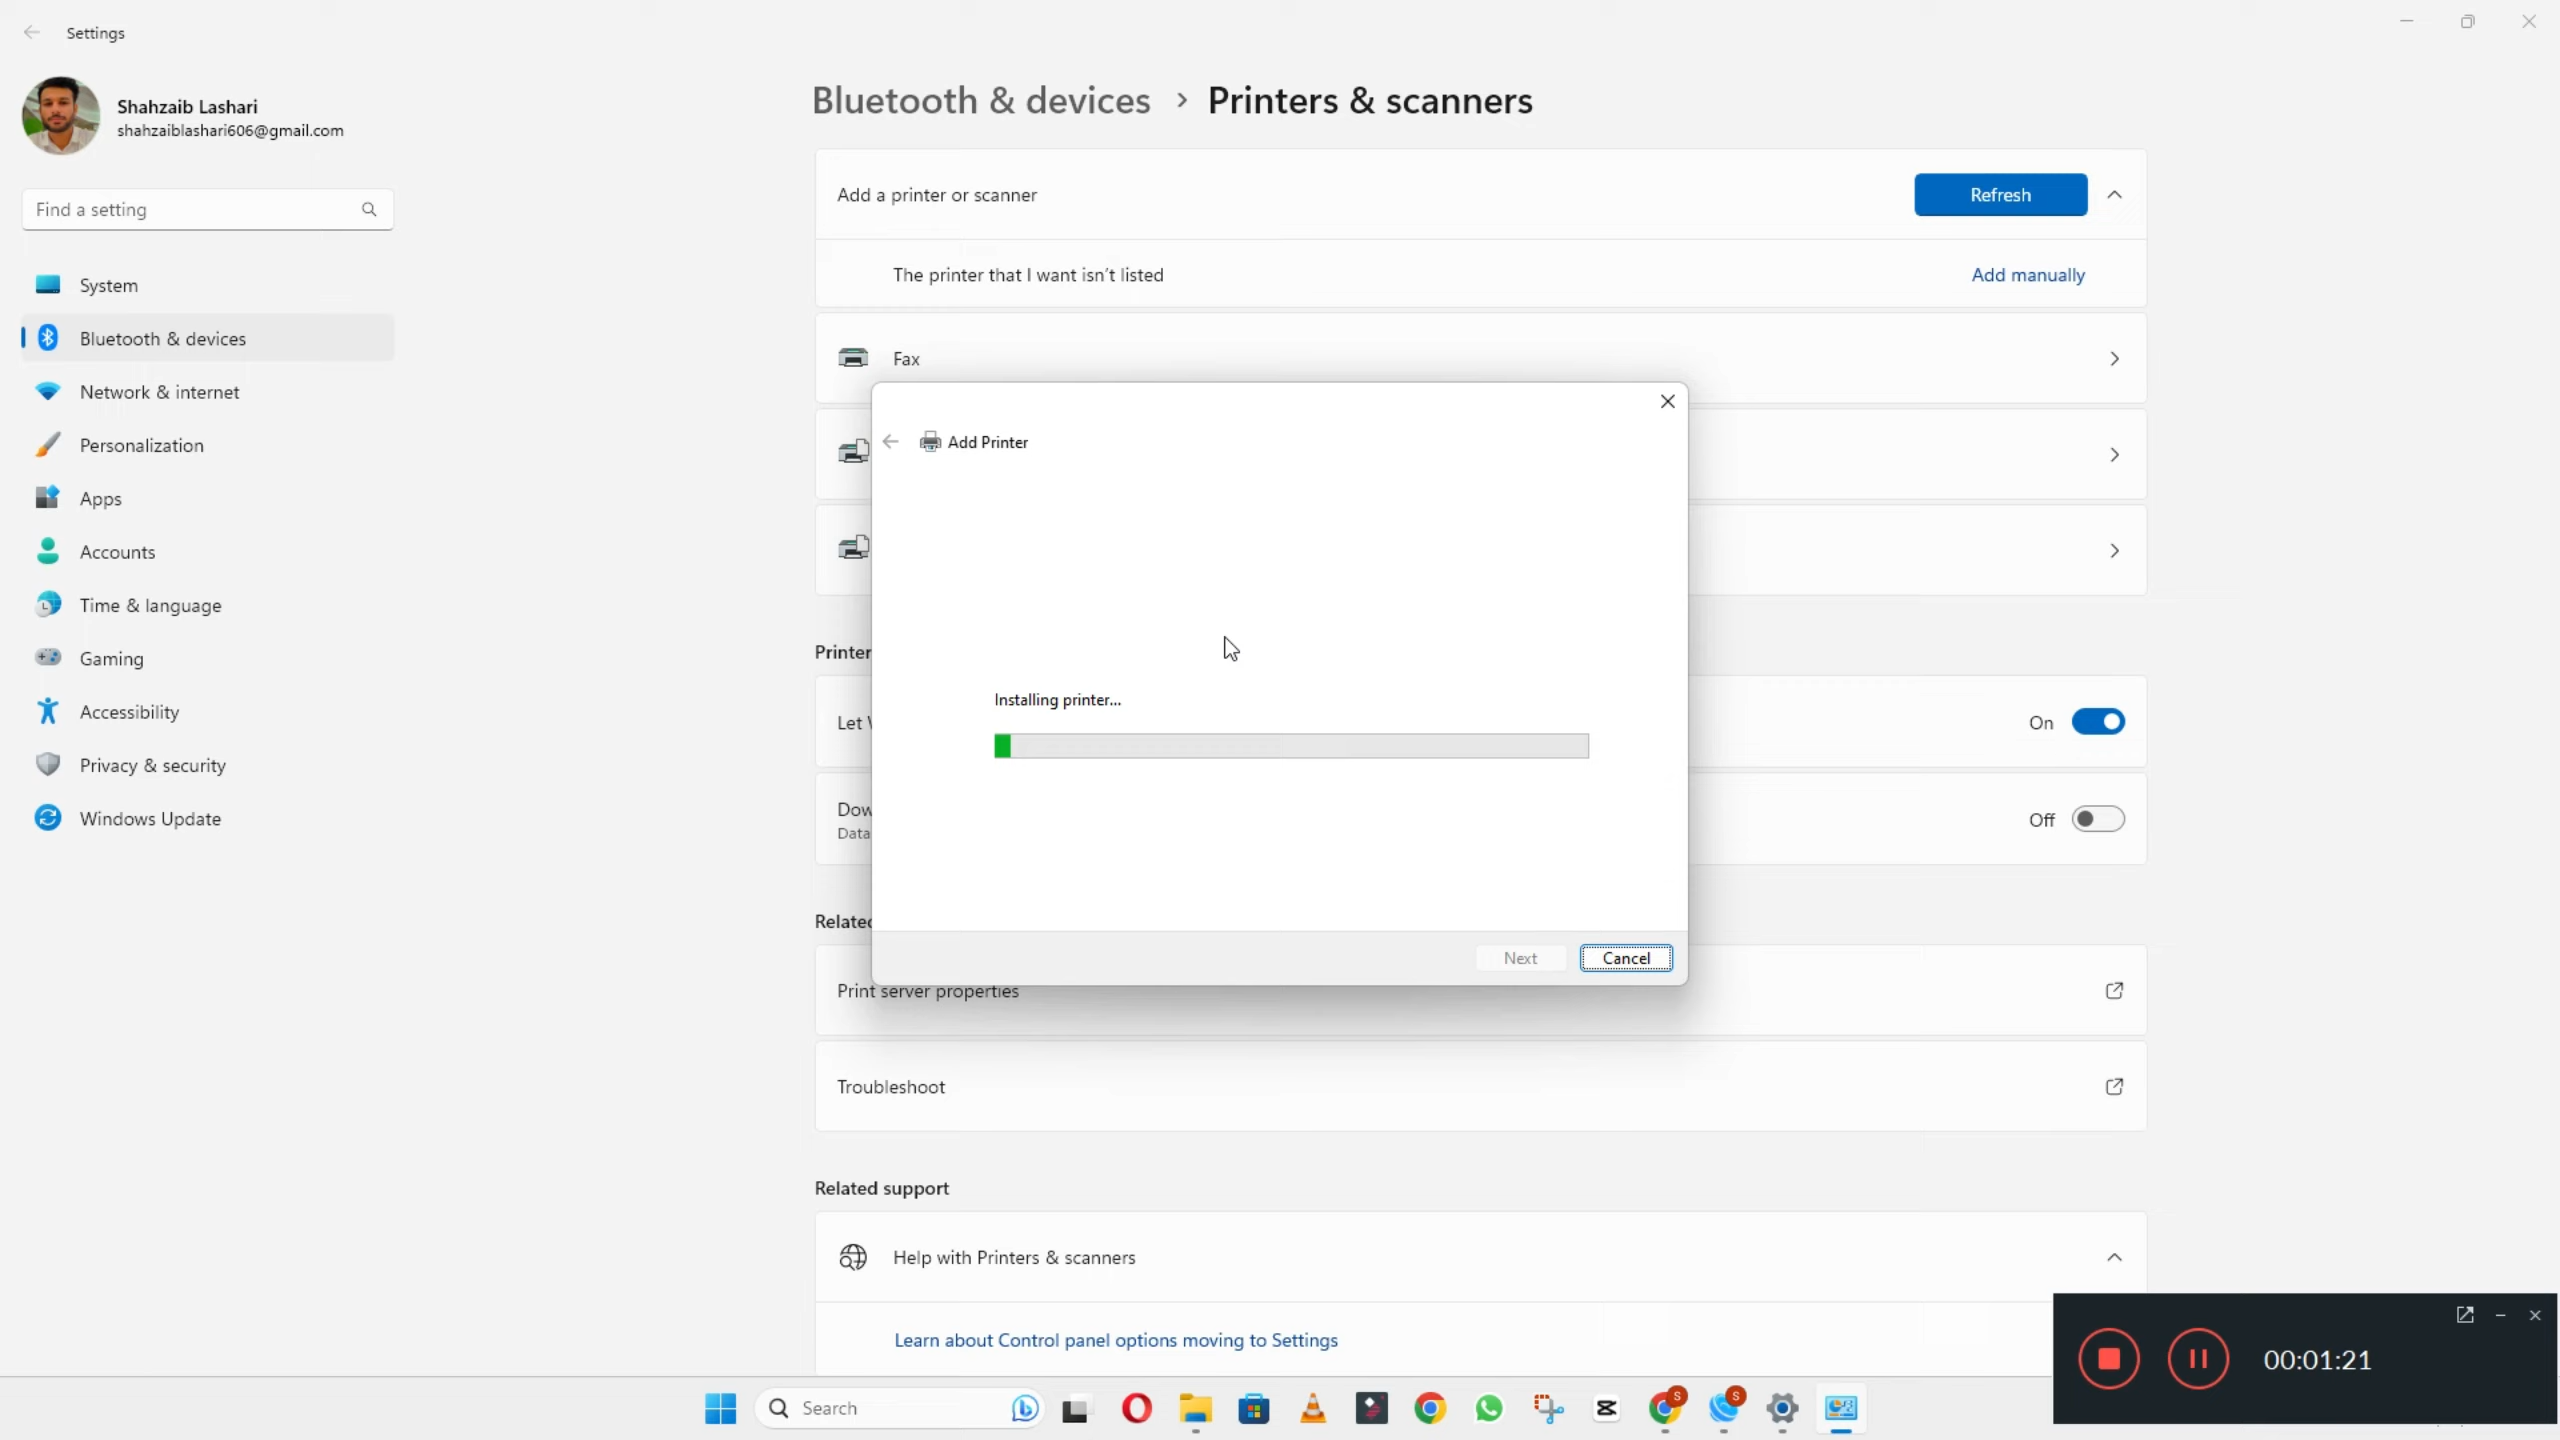 Settings
Shahzaib Lashari
shahzaiblashari606@gmail.com
Find a setting
System
Bluetooth & devices
Network & internet
Personalization
Apps
Accounts
Time & language
Gaming
Accessibility
Privacy & security
Windows Update
Bluetooth & devices > Printers & scanners
Add a printer or scanner
Refresh
The printer that I want isn't listed
Add manually
Fax
Add Printer
Installing printer...
Next
Cancel
Printer
Let
On
Data
Off
Print server properties
Troubleshoot
Related support
Help with Printers & scanners
Learn about Control panel options moving to Settings
00:01:21
Search
S
S